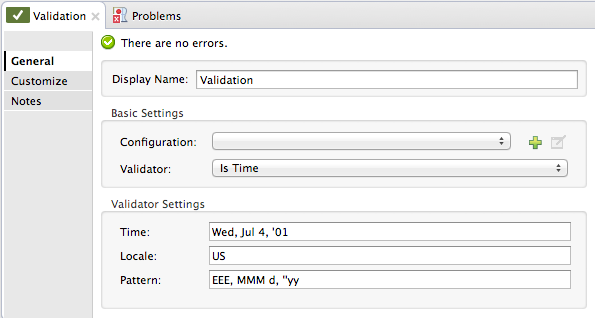 Validation
Problems
There are no errors.
General
Customize
Notes
Display Name: Validation
Basic Settings
Configuration:
Validator: Is Time
Validator Settings
Time: Wed, Jul 4, '01
Locale: US
Pattern: EEE, MMM d, ''yy